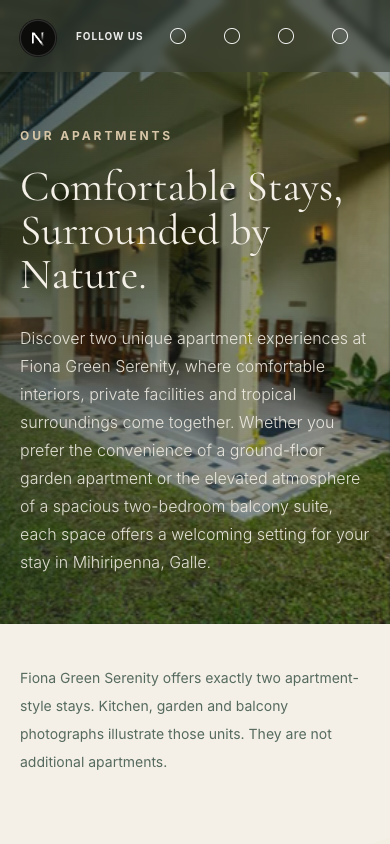 N
FOLLOW US
OUR APARTMENTS
Comfortable Stays,
Surrounded by
Nature.
Discover two unique apartment experiences at
Fiona Green Serenity, where comfortable
interiors, private facilities and tropical
surroundings come together. Whether you
prefer the convenience of a ground-floor
garden apartment or the elevated atmosphere
of a spacious two-bedroom balcony suite,
each space offers a welcoming setting for your
stay in Mihiripenna, Galle.
Fiona Green Serenity offers exactly two apartment-
style stays. Kitchen, garden and balcony
photographs illustrate those units. They are not
additional apartments.